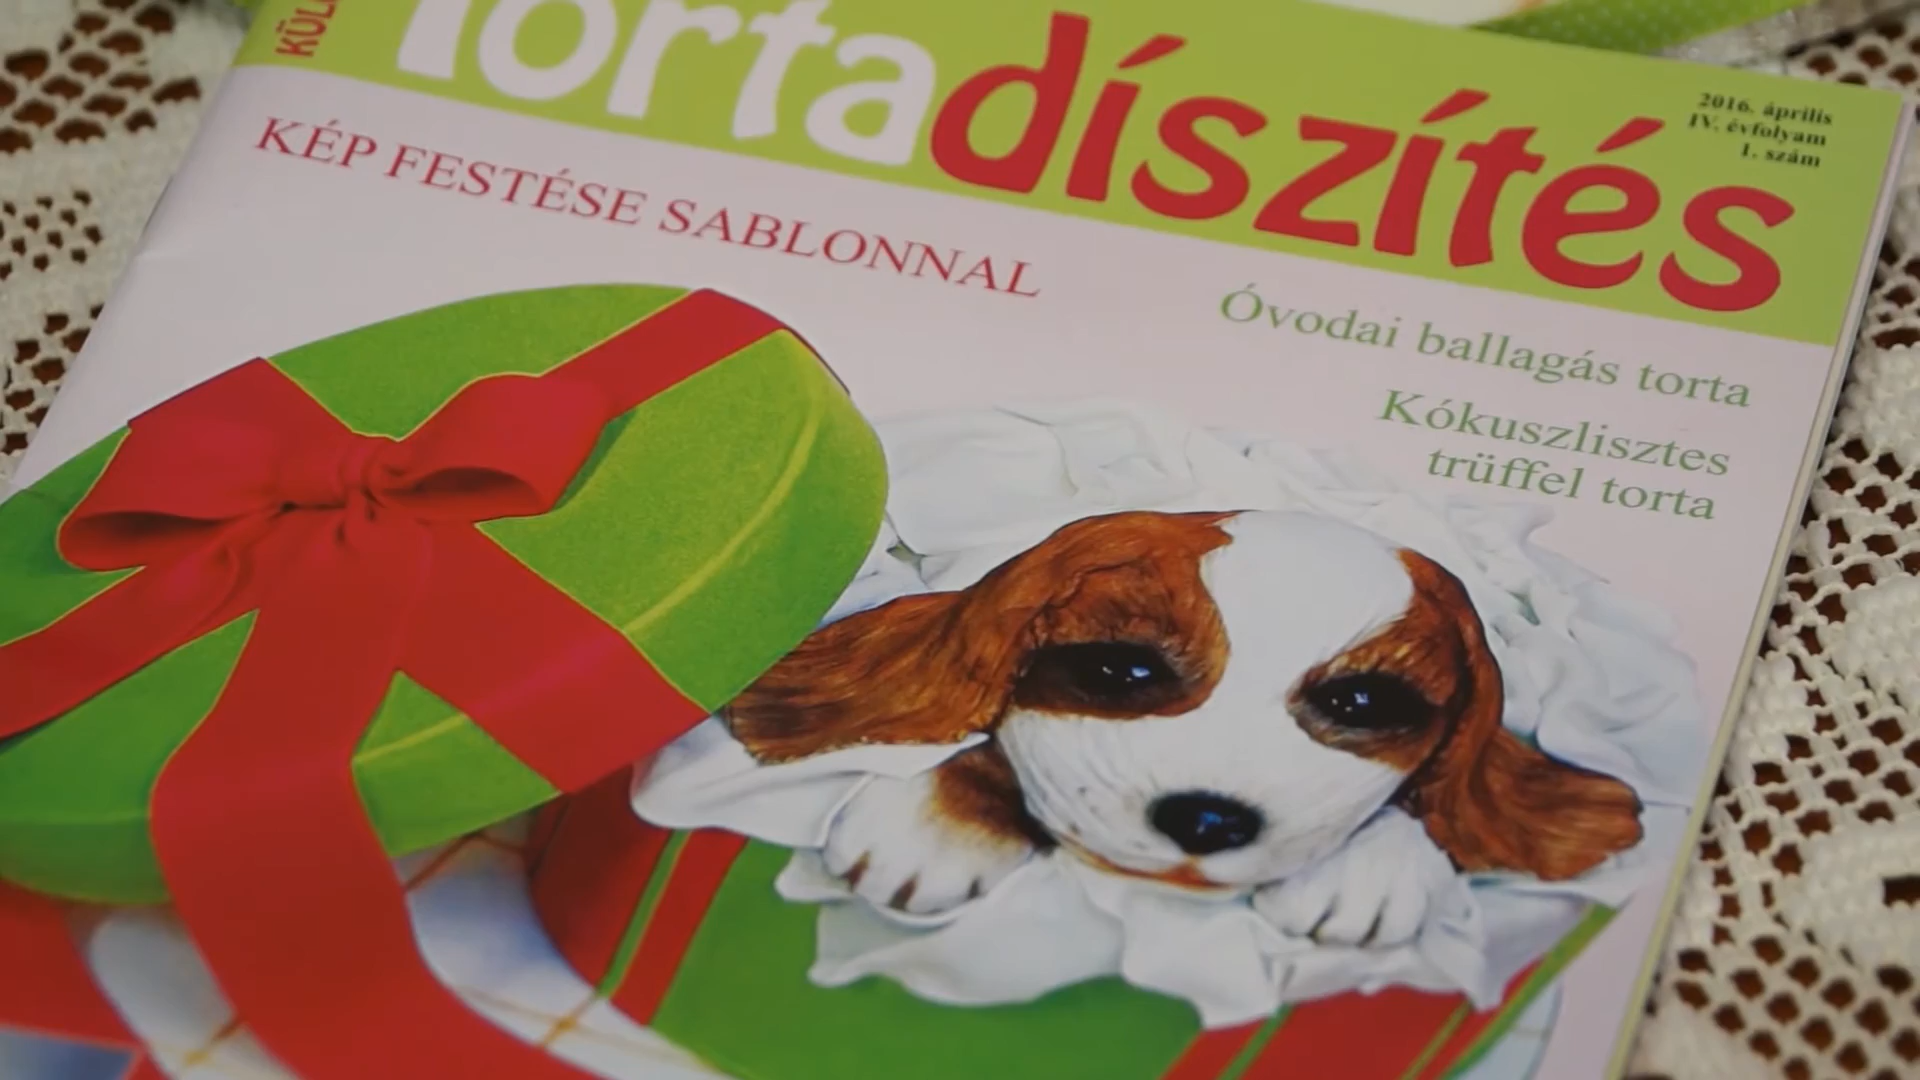 Tortadíszítés
2016. április
IV. évfolyam
1. szám
KÉP FESTÉSE SABLONNAL
Óvodai ballagás torta
Kókuszlisztes
trüffel torta